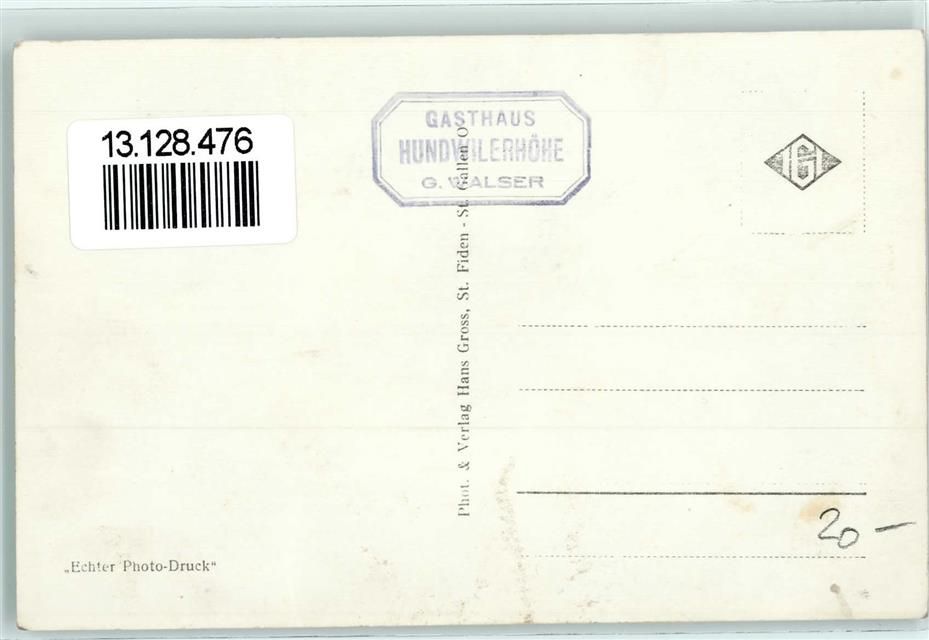 13.128.476
GASTHAUS
HUNDWILERHÖHE
G. WALSER
Phot. & Verlag Hans Gross, St. Fiden - St. Gallen O
20-
„Echter Photo-Druck"